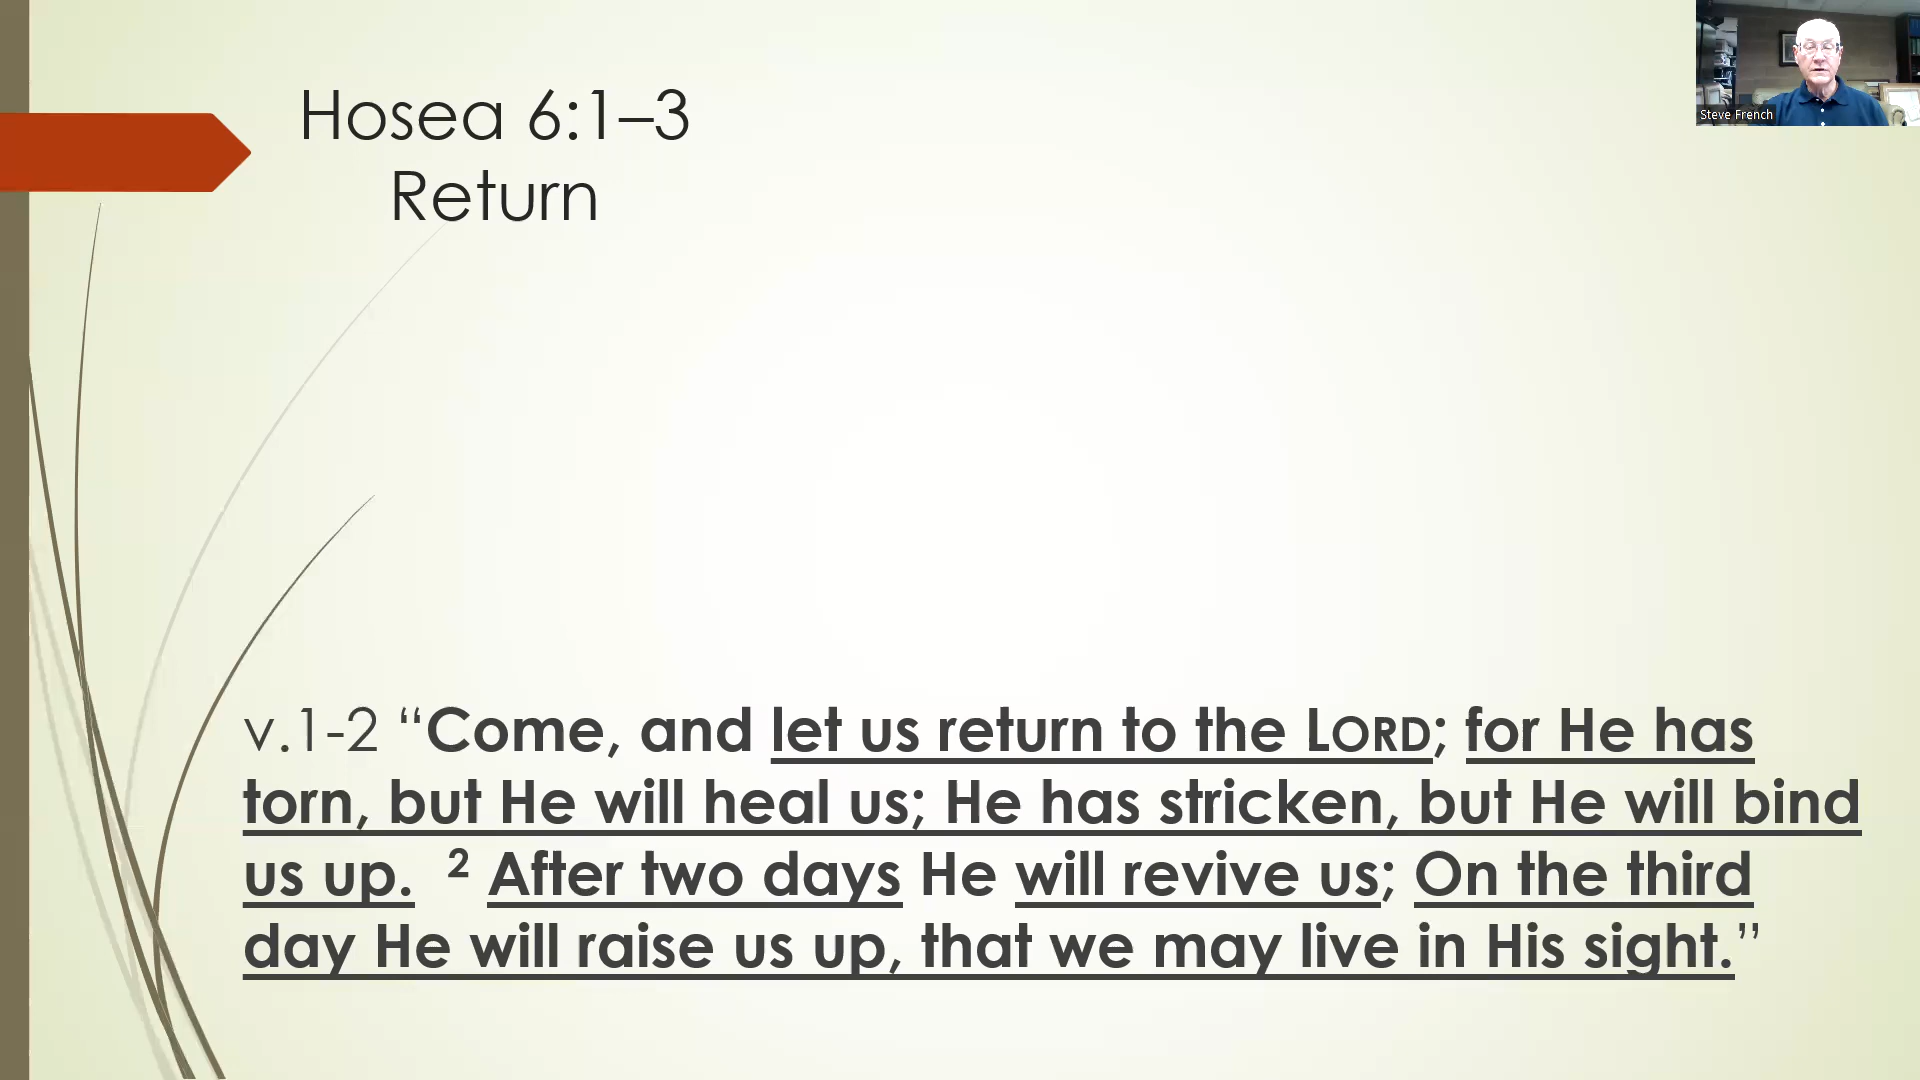 Hosea 6:1–3
Return
Steve French
v.1-2 “Come, and let us return to the LORD; for He has
torn, but He will heal us; He has stricken, but He will bind
us up. ² After two days He will revive us; On the third
day He will raise us up, that we may live in His sight.”